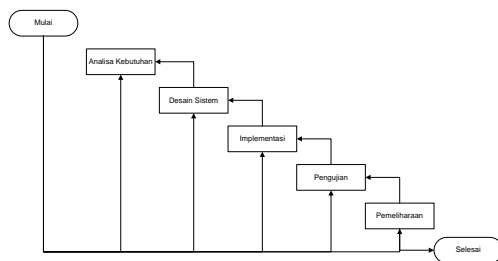 Mulai
Analisa Kebutuhan
Desain Sistem
Implementasi
Pengujian
Pemeliharaan
Selesai